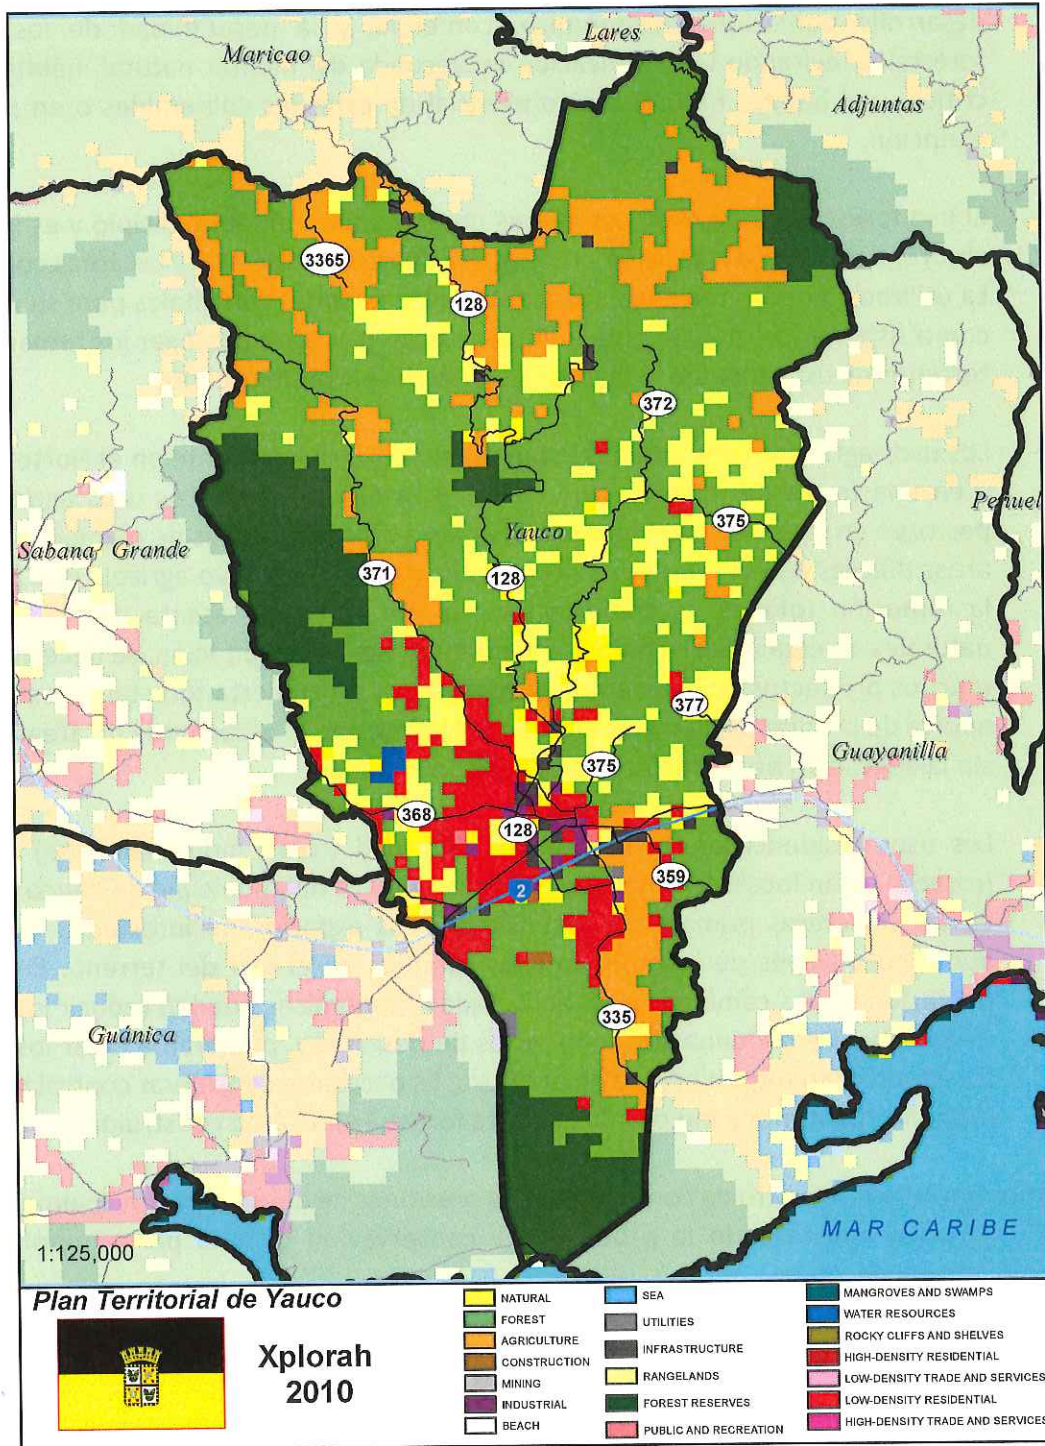 Lares
Maricao
Adjuntas
3365
128
372
Peñuel
375
Yauco
Sabana Grande
371
128
377
Guayanilla
375
368
128
359
2
335
Guánica
MAR CARIBE
1:125,000
Plan Territorial de Yauco
Xplorah
2010
NATURAL
FOREST
AGRICULTURE
CONSTRUCTION
MINING
INDUSTRIAL
BEACH
SEA
UTILITIES
INFRASTRUCTURE
RANGELANDS
FOREST RESERVES
PUBLIC AND RECREATION
MANGROVES AND SWAMPS
WATER RESOURCES
ROCKY CLIFFS AND SHELVES
HIGH-DENSITY RESIDENTIAL
LOW-DENSITY TRADE AND SERVICES
LOW-DENSITY RESIDENTIAL
HIGH-DENSITY TRADE AND SERVICES